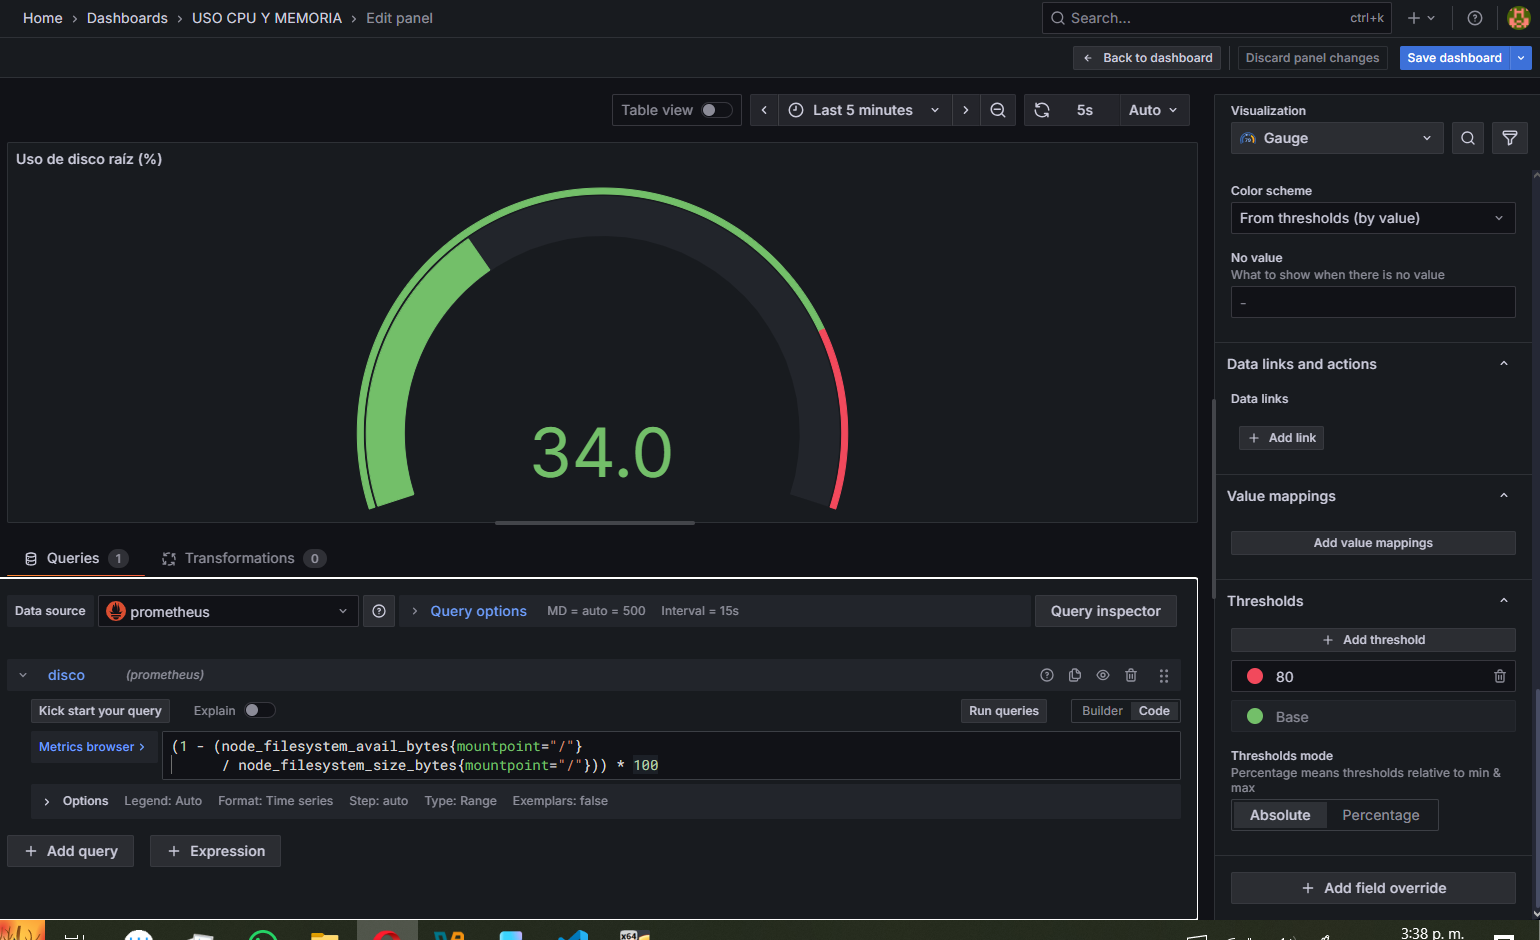 Home › Dashboards › USO CPU Y MEMORIA › Edit panel
Search... ctrl+k
Back to dashboard
Discard panel changes
Save dashboard
Table view
Last 5 minutes
5s
Auto
Uso de disco raíz (%)
34.0
Queries 1
Transformations 0
Data source
prometheus
Query options
MD = auto = 500
Interval = 15s
Query inspector
disco
(prometheus)
Kick start your query
Explain
Run queries
Builder
Code
Metrics browser ›
(1 - (node_filesystem_avail_bytes{mountpoint="/"}
/ node_filesystem_size_bytes{mountpoint="/"})) * 100
Options
Legend: Auto
Format: Time series
Step: auto
Type: Range
Exemplars: false
+ Add query
+ Expression
Visualization
Gauge
Color scheme
From thresholds (by value)
No value
What to show when there is no value
-
Data links and actions
Data links
+ Add link
Value mappings
Add value mappings
Thresholds
+ Add threshold
80
Base
Thresholds mode
Percentage means thresholds relative to min &
max
Absolute
Percentage
+ Add field override
x64
3:38 p. m.